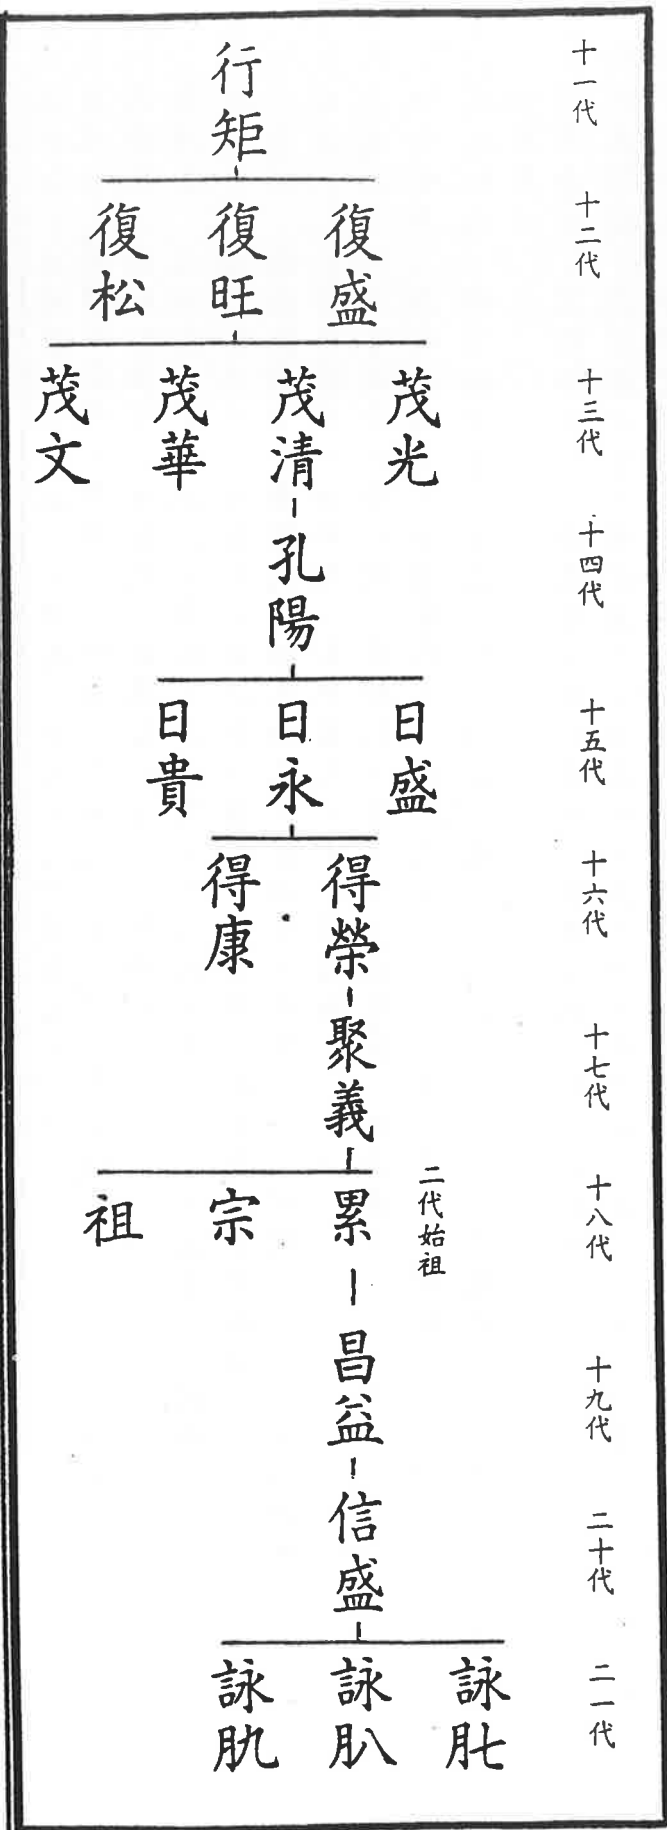 十一代
行矩
十二代
復盛
復旺
復松
十三代
茂光
茂清
茂華
茂文
十四代
孔陽
十五代
日盛
日永
日貴
十六代
得榮
得康
十七代
聚義
十八代
二代始祖
累
宗
祖
十九代
昌益
二十代
信盛
二一代
詠
詠
詠肍